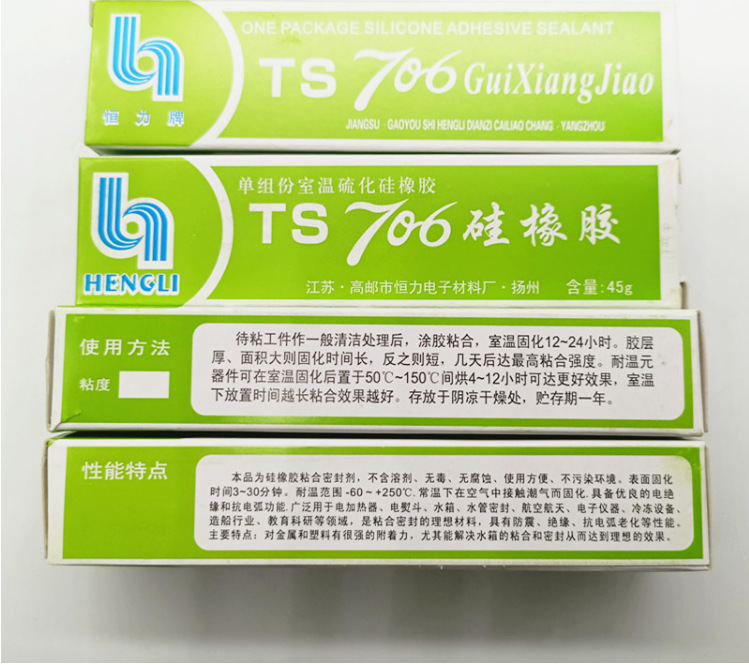 ONE PACKAGE SILICONE ADHESIVE SEALANT
TS 706 GuiXiangJiao
恒力牌
JIANGSU · GAOYOU SHI HENGLI DIANZI CAILIAO CHANG · YANGZHOU
单组份室温硫化硅橡胶
TS 706 硅橡胶
HENGLI
江苏·高邮市恒力电子材料厂·扬州 含量:45g
使用方法
粘度
待粘工件作一般清洁处理后，涂胶粘合，室温固化12~24小时。胶层
厚、面积大则固化时间长，反之则短，几天后达最高粘合强度。耐温元
器件可在室温固化后置于50℃~150℃间烘4~12小时可达更好效果，室温
下放置时间越长粘合效果越好。存放于阴凉干燥处，贮存期一年。
性能特点
本品为硅橡胶粘合密封剂，不含溶剂、无毒、无腐蚀、使用方便、不污染环境。表面固化
时间3~30分钟。耐温范围-60~+250℃.常温下在空气中接触潮气而固化.具备优良的电绝
缘和抗电弧功能.广泛用于电加热器、电熨斗、水箱、水管密封、航空航天、电子仪器、冷冻设备、
造船行业、教育科研等领域，是粘合密封的理想材料，具有防震、绝缘、抗电弧老化等性能。
主要特点：对金属和塑料有很强的附着力，尤其能解决水箱的粘合和密封从而达到理想的效果。